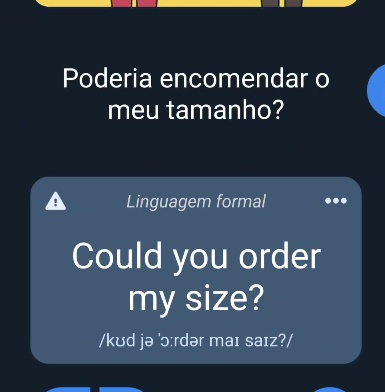 Poderia encomendar o
meu tamanho?
Linguagem formal
Could you order
my size?
/kʊd jə ˈɔːrdər maɪ saɪz?/